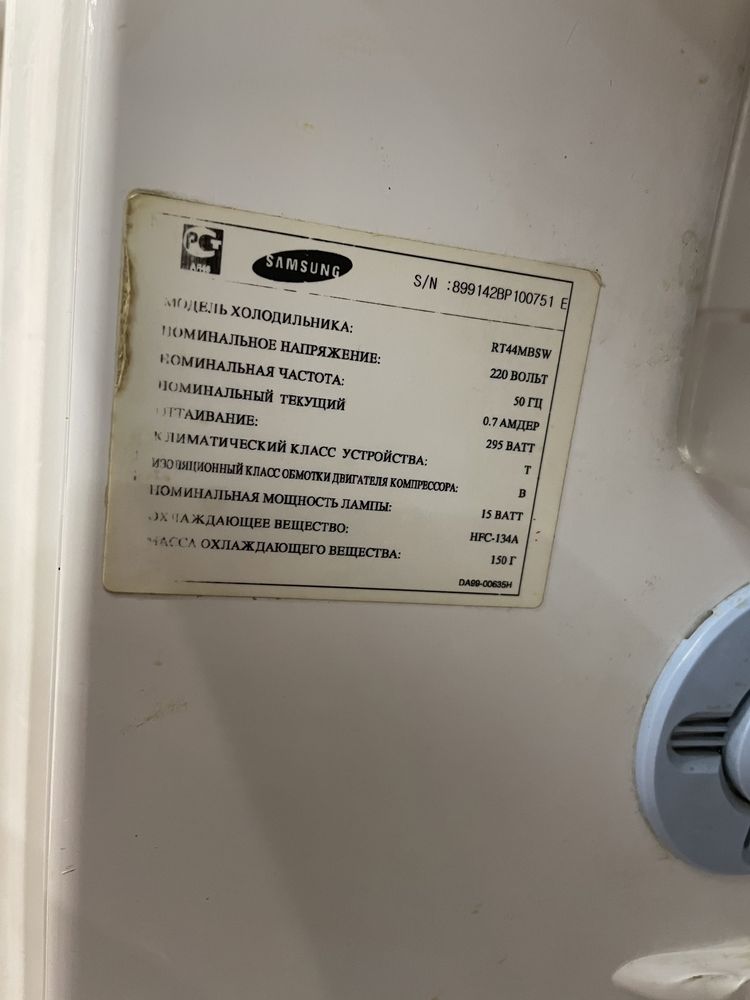 SAMSUNG S/N :899142BP100751 E
МОДЕЛЬ ХОЛОДИЛЬНИКА: RT44MBSW
НОМИНАЛЬНОЕ НАПРЯЖЕНИЕ: 220 ВОЛЬТ
НОМИНАЛЬНАЯ ЧАСТОТА: 50 ГЦ
НОМИНАЛЬНЫЙ ТЕКУЩИЙ 0.7 АМДЕР
ОТТАИВАНИЕ: 295 ВАТТ
КЛИМАТИЧЕСКИЙ КЛАСС УСТРОЙСТВА: T
ИЗОЛЯЦИОННЫЙ КЛАСС ОБМОТКИ ДВИГАТЕЛЯ КОМПРЕССОРА: B
НОМИНАЛЬНАЯ МОЩНОСТЬ ЛАМПЫ: 15 ВАТТ
ОХЛАЖДАЮЩЕЕ ВЕЩЕСТВО: HFC-134A
МАССА ОХЛАЖДАЮЩЕГО ВЕЩЕСТВА: 150 Г
DA99-00635H